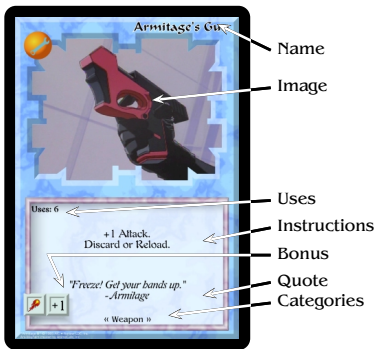 Armitage's Gun
Name
Image
Uses: 6
Uses
+1 Attack.
Discard or Reload.
Instructions
Bonus
"Freeze! Get your hands up."
-Armitage
Quote
+1
Categories
« Weapon »